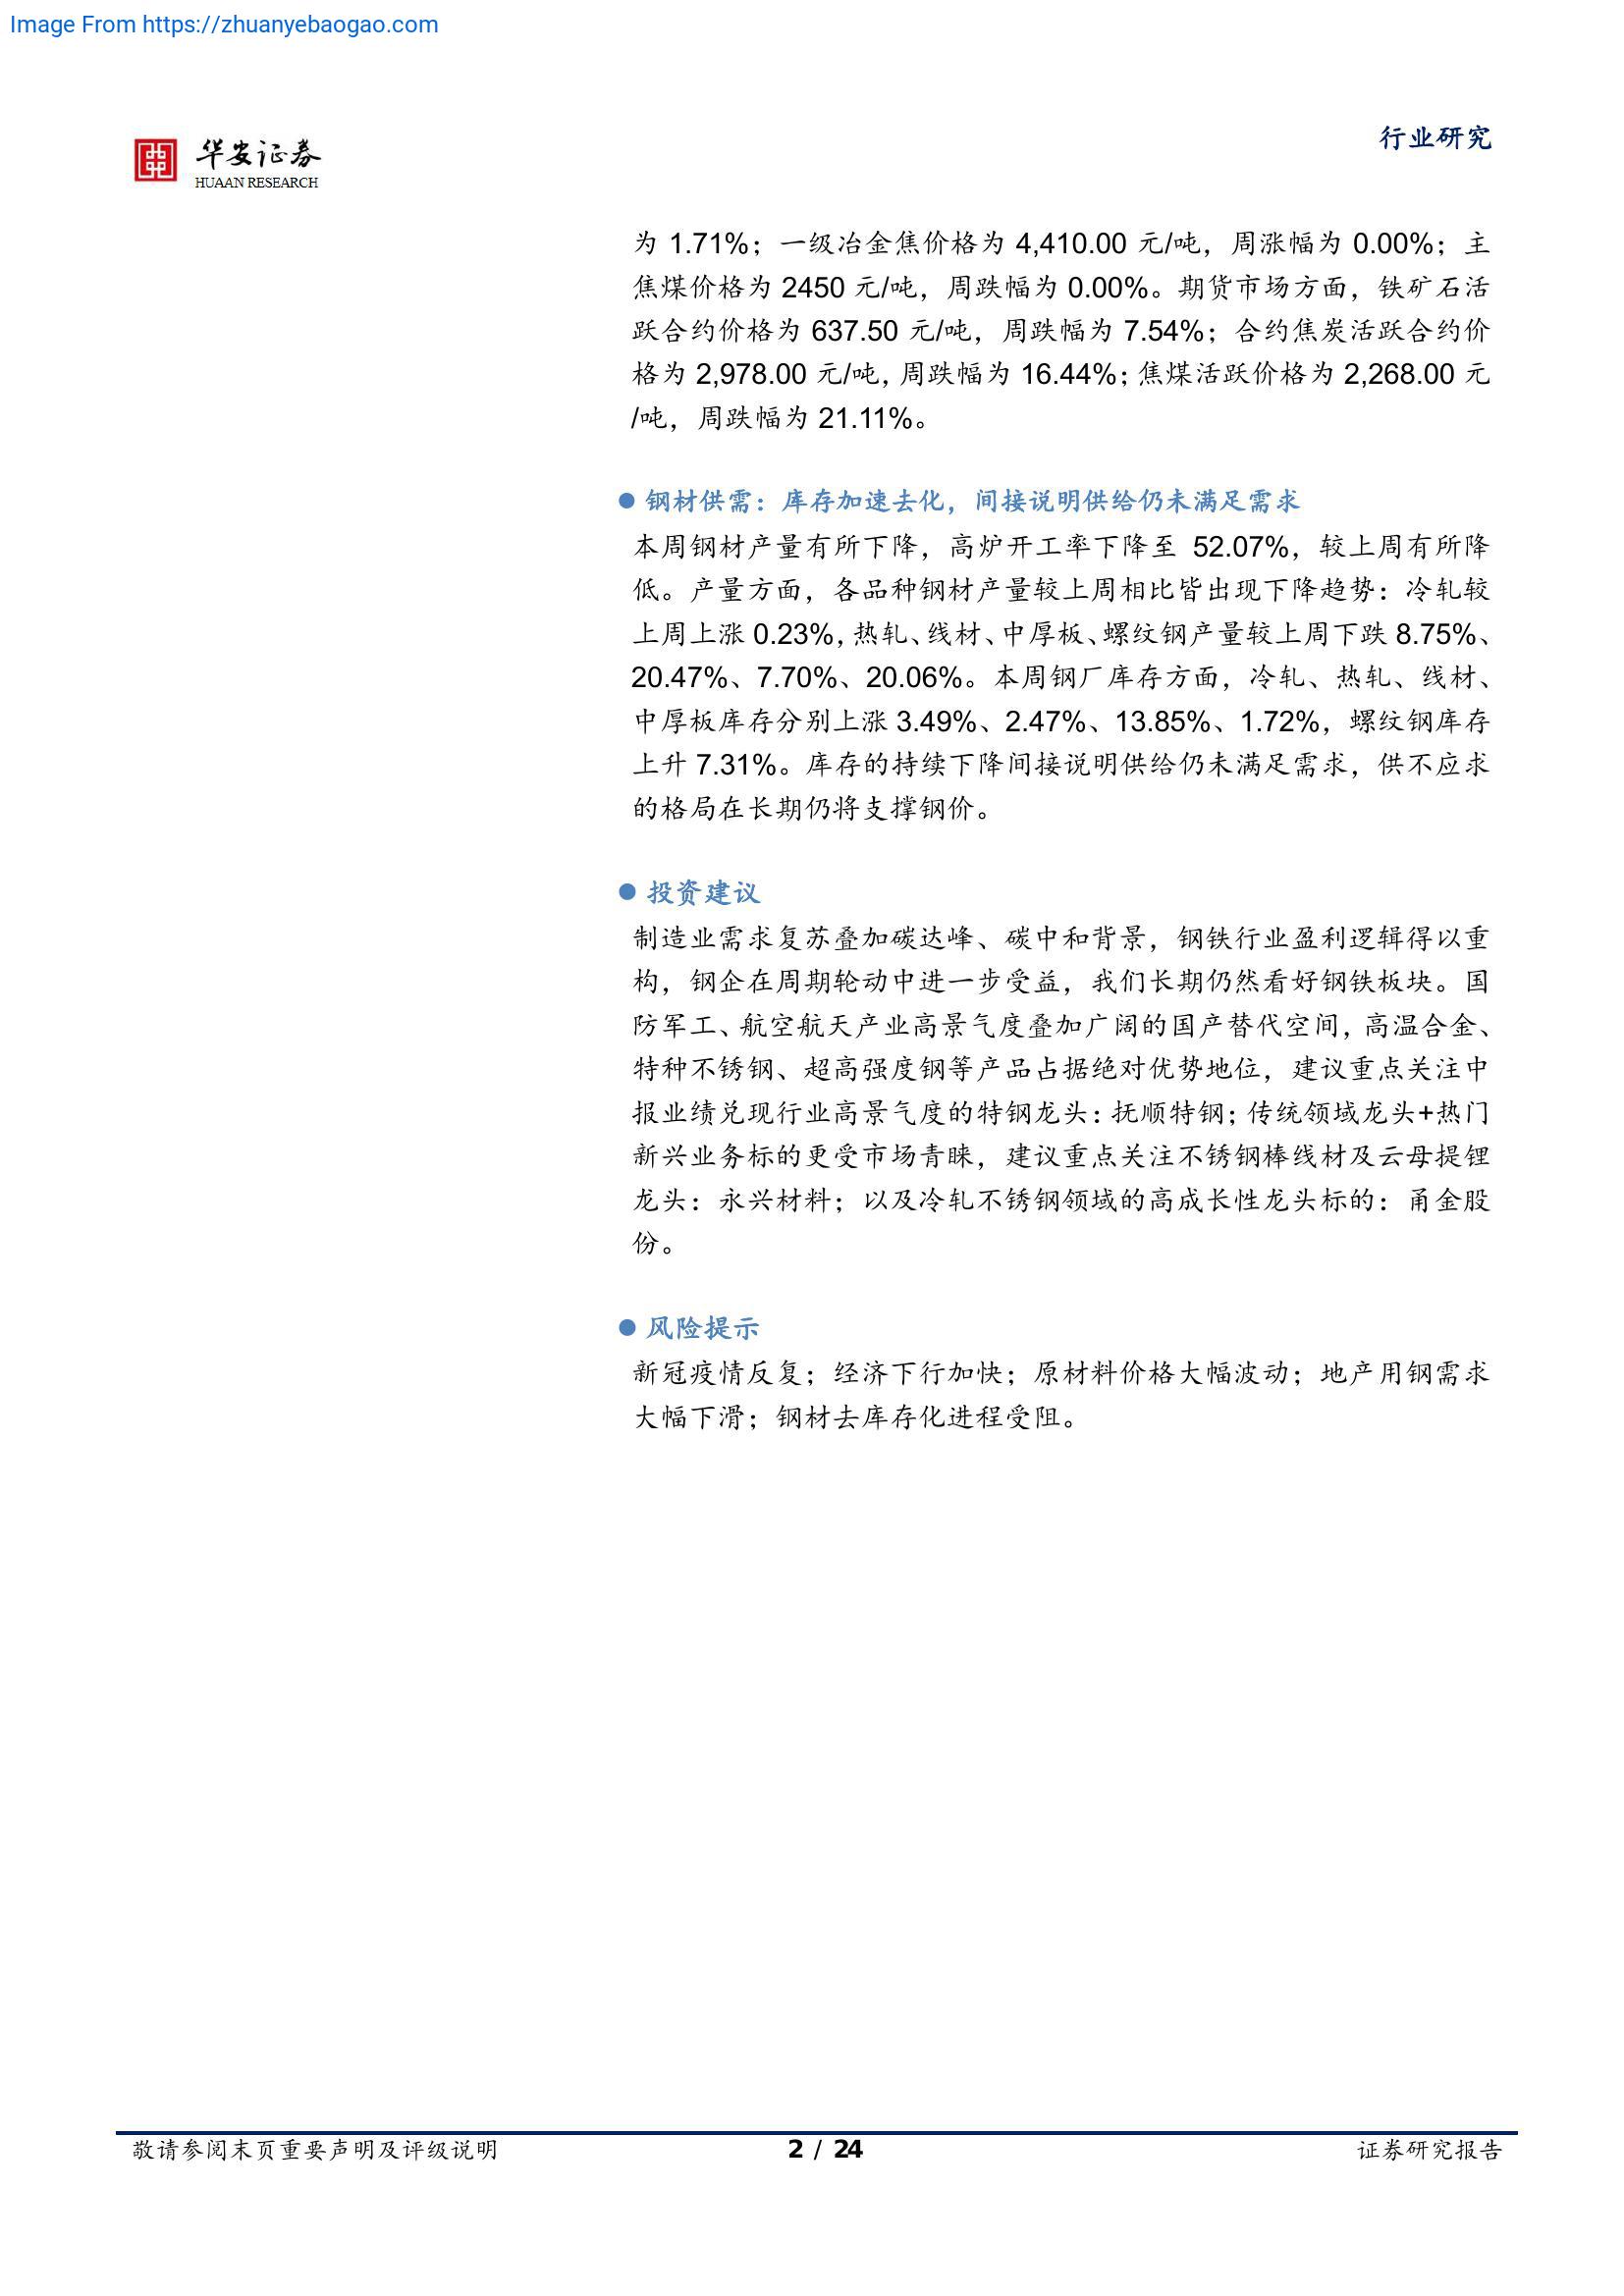 Image From https://zhuanyebaogao.com
华安证券
HUAAN RESEARCH
行业研究
为 1.71%；一级冶金焦价格为 4,410.00 元/吨，周涨幅为 0.00%；主
焦煤价格为 2450 元/吨，周跌幅为 0.00%。期货市场方面，铁矿石活
跃合约价格为 637.50 元/吨，周跌幅为 7.54%；合约焦炭活跃合约价
格为 2,978.00 元/吨，周跌幅为 16.44%；焦煤活跃价格为 2,268.00 元
/吨，周跌幅为 21.11%。
● 钢材供需：库存加速去化，间接说明供给仍未满足需求
本周钢材产量有所下降，高炉开工率下降至 52.07%，较上周有所降
低。产量方面，各品种钢材产量较上周相比皆出现下降趋势：冷轧较
上周上涨 0.23%，热轧、线材、中厚板、螺纹钢产量较上周下跌 8.75%、
20.47%、7.70%、20.06%。本周钢厂库存方面，冷轧、热轧、线材、
中厚板库存分别上涨 3.49%、2.47%、13.85%、1.72%，螺纹钢库存
上升 7.31%。库存的持续下降间接说明供给仍未满足需求，供不应求
的格局在长期仍将支撑钢价。
● 投资建议
制造业需求复苏叠加碳达峰、碳中和背景，钢铁行业盈利逻辑得以重
构，钢企在周期轮动中进一步受益，我们长期仍然看好钢铁板块。国
防军工、航空航天产业高景气度叠加广阔的国产替代空间，高温合金、
特种不锈钢、超高强度钢等产品占据绝对优势地位，建议重点关注中
报业绩兑现行业高景气度的特钢龙头：抚顺特钢；传统领域龙头+热门
新兴业务标的更受市场青睐，建议重点关注不锈钢棒线材及云母提锂
龙头：永兴材料；以及冷轧不锈钢领域的高成长性龙头标的：甬金股
份。
● 风险提示
新冠疫情反复；经济下行加快；原材料价格大幅波动；地产用钢需求
大幅下滑；钢材去库存化进程受阻。
敬请参阅末页重要声明及评级说明
2 / 24
证券研究报告